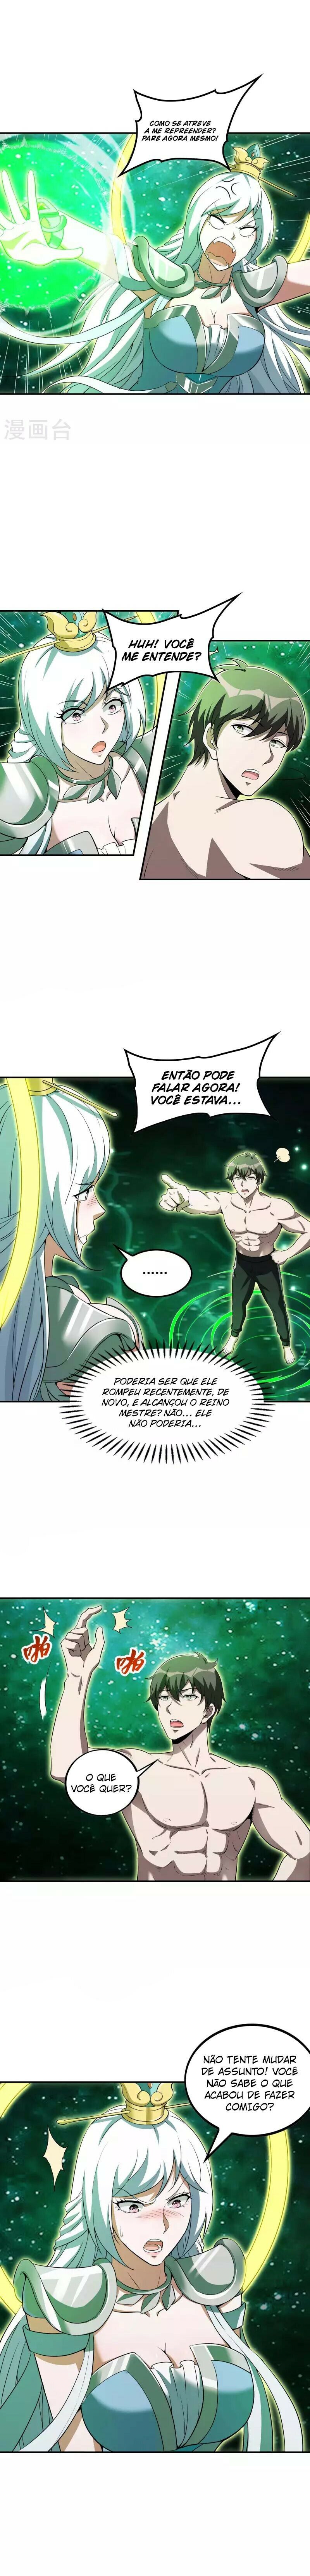 COMO SE ATREVE
A ME REPREENDER?
PARE AGORA MESMO!
漫画台
HUH! VOCÊ
ME ENTENDE?
ENTÃO PODE
FALAR AGORA!
VOCÊ ESTAVA...
......
PODERIA SER QUE ELE
ROMPEU RECENTEMENTE, DE
NOVO, E ALCANÇOU O REINO
MESTRE? NÃO... ELE
NÃO PODERIA...
啪
啪
O QUE
VOCÊ QUER?
NÃO TENTE MUDAR
DE ASSUNTO! VOCÊ
NÃO SABE O QUE
ACABOU DE FAZER
COMIGO?